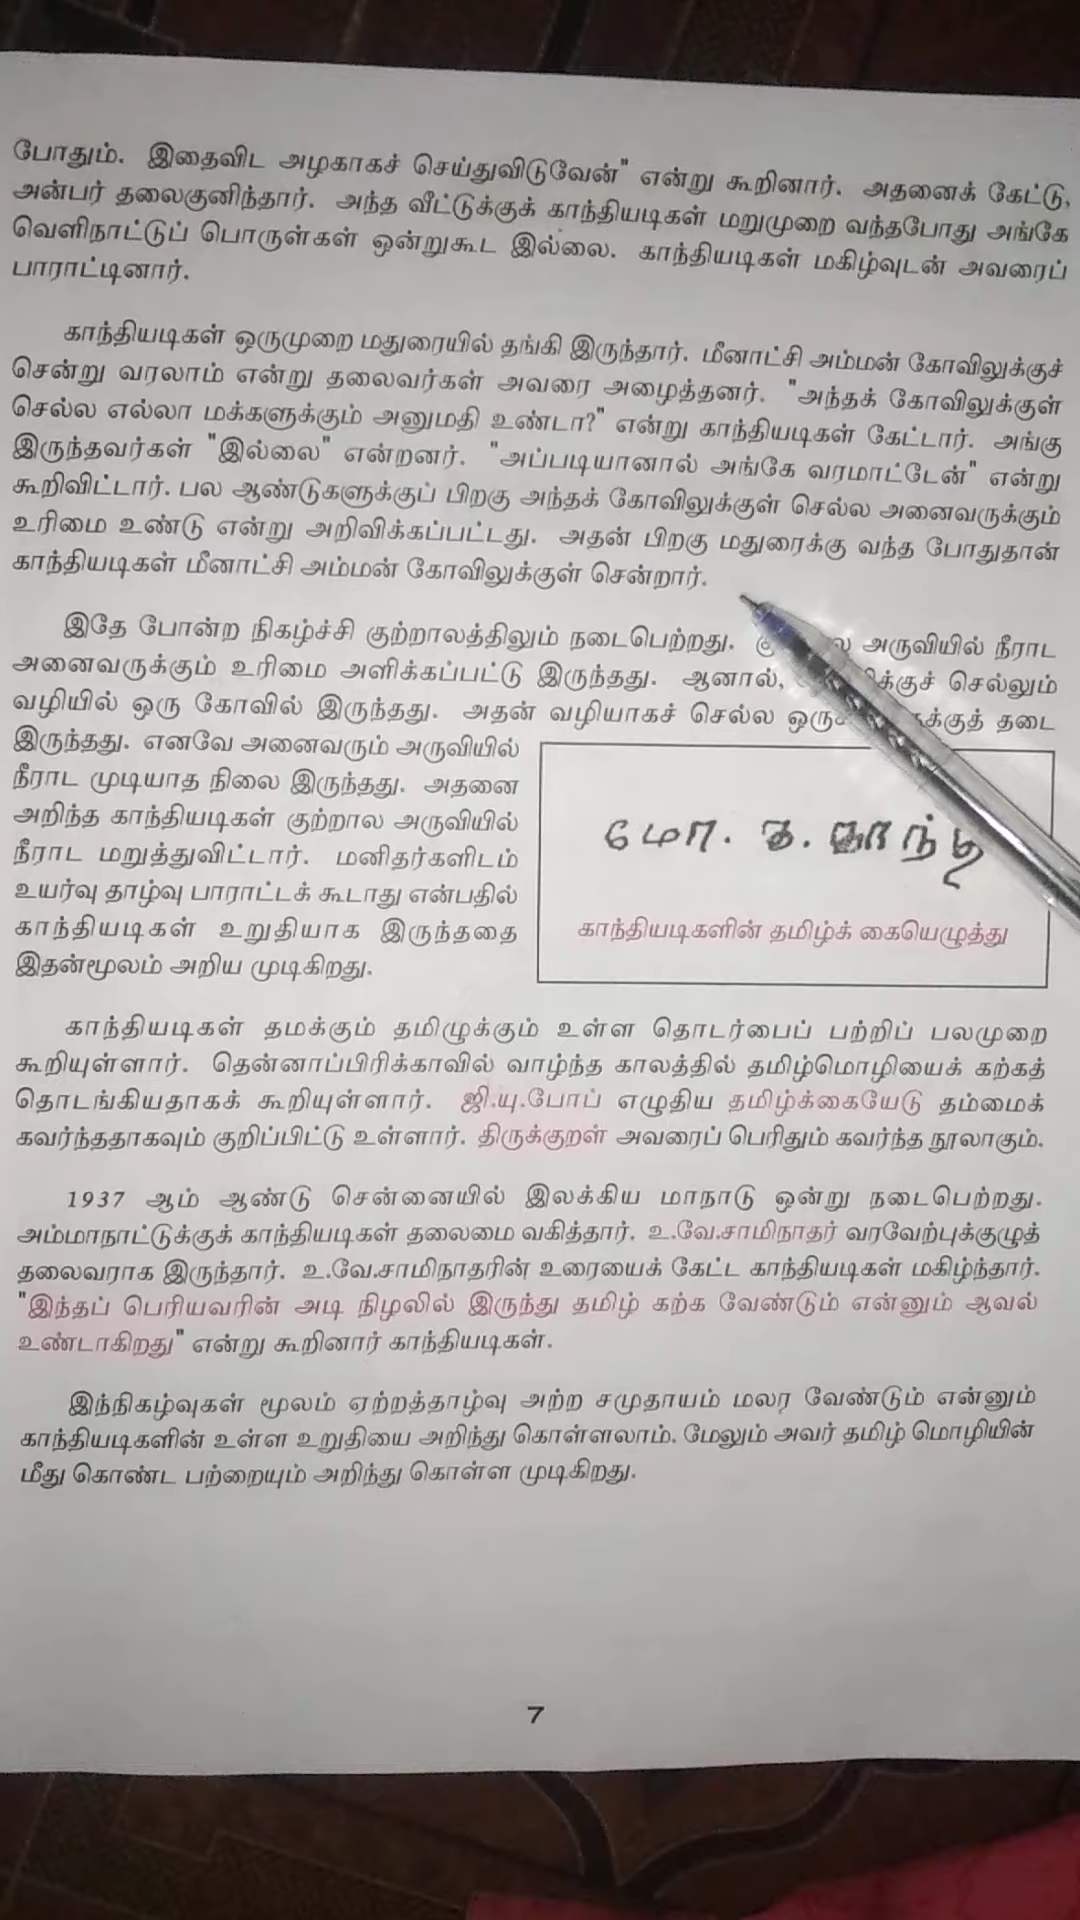 போதும். இதைவிட அழகாகச் செய்துவிடுவேன்" என்று கூறினார். அதனைக் கேட்டு,
அன்பர் தலைகுனிந்தார். அந்த வீட்டுக்குக் காந்தியடிகள் மறுமுறை வந்தபோது அங்கே
வெளிநாட்டுப் பொருள்கள் ஒன்றுகூட இல்லை. காந்தியடிகள் மகிழ்வுடன் அவரைப்
பாராட்டினார்.
காந்தியடிகள் ஒருமுறை மதுரையில் தங்கி இருந்தார். மீனாட்சி அம்மன் கோவிலுக்குச்
சென்று வரலாம் என்று தலைவர்கள் அவரை அழைத்தனர். "அந்தக் கோவிலுக்குள்
செல்ல எல்லா மக்களுக்கும் அனுமதி உண்டா?" என்று காந்தியடிகள் கேட்டார். அங்கு
இருந்தவர்கள் "இல்லை" என்றனர். "அப்படியானால் அங்கே வரமாட்டேன்" என்று
கூறிவிட்டார். பல ஆண்டுகளுக்குப் பிறகு அந்தக் கோவிலுக்குள் செல்ல அனைவருக்கும்
உரிமை உண்டு என்று அறிவிக்கப்பட்டது. அதன் பிறகு மதுரைக்கு வந்த போதுதான்
காந்தியடிகள் மீனாட்சி அம்மன் கோவிலுக்குள் சென்றார்.
இதே போன்ற நிகழ்ச்சி குற்றாலத்திலும் நடைபெற்றது. அருவியில் நீராட
அனைவருக்கும் உரிமை அளிக்கப்பட்டு இருந்தது. ஆனால், செல்லும்
வழியில் ஒரு கோவில் இருந்தது. அதன் வழியாகச் செல்ல தடை
இருந்தது. எனவே அனைவரும் அருவியில்
நீராட முடியாத நிலை இருந்தது. அதனை
அறிந்த காந்தியடிகள் குற்றால அருவியில்
நீராட மறுத்துவிட்டார். மனிதர்களிடம்
உயர்வு தாழ்வு பாராட்டக் கூடாது என்பதில்
காந்தியடிகள் உறுதியாக இருந்ததை
இதன்மூலம் அறிய முடிகிறது.
மோ. க. காந்தி
காந்தியடிகளின் தமிழ்க் கையெழுத்து
காந்தியடிகள் தமக்கும் தமிழுக்கும் உள்ள தொடர்பைப் பற்றிப் பலமுறை
கூறியுள்ளார். தென்னாப்பிரிக்காவில் வாழ்ந்த காலத்தில் தமிழ்மொழியைக் கற்கத்
தொடங்கியதாகக் கூறியுள்ளார். ஜி.யு.போப் எழுதிய தமிழ்க்கையேடு தம்மைக்
கவர்ந்ததாகவும் குறிப்பிட்டு உள்ளார். திருக்குறள் அவரைப் பெரிதும் கவர்ந்த நூலாகும்.
1937 ஆம் ஆண்டு சென்னையில் இலக்கிய மாநாடு ஒன்று நடைபெற்றது.
அம்மாநாட்டுக்குக் காந்தியடிகள் தலைமை வகித்தார். உ.வே.சாமிநாதர் வரவேற்புக்குழுத்
தலைவராக இருந்தார். உ.வே.சாமிநாதரின் உரையைக் கேட்ட காந்தியடிகள் மகிழ்ந்தார்.
"இந்தப் பெரியவரின் அடி நிழலில் இருந்து தமிழ் கற்க வேண்டும் என்னும் ஆவல்
உண்டாகிறது" என்று கூறினார் காந்தியடிகள்.
இந்நிகழ்வுகள் மூலம் ஏற்றத்தாழ்வு அற்ற சமுதாயம் மலர வேண்டும் என்னும்
காந்தியடிகளின் உள்ள உறுதியை அறிந்து கொள்ளலாம். மேலும் அவர் தமிழ் மொழியின்
மீது கொண்ட பற்றையும் அறிந்து கொள்ள முடிகிறது.
7